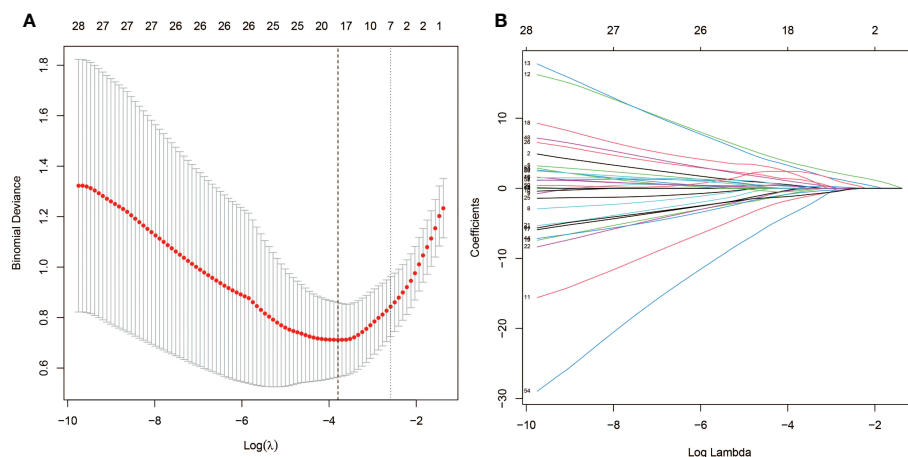 A
28 27 27 27 26 26 26 26 25 25 20 17 10 7 2 2 1
Binomial Deviance
1.8
1.6
1.4
1.2
1.0
0.8
0.6
−10 −8 −6 −4 −2
Log(λ)
B
28 27 26 18 2
Coefficients
10
0
−10
−20
−30
13
12
18
26
2
25
8
22
11
54
−10 −8 −6 −4 −2
Log Lambda